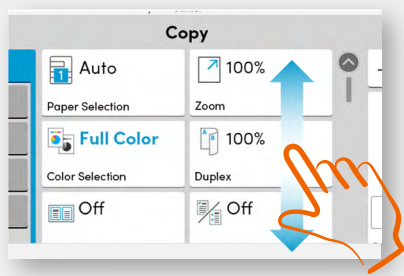 Copy
Auto
100%
Paper Selection
Zoom
Full Color
100%
Color Selection
Duplex
Off
Off